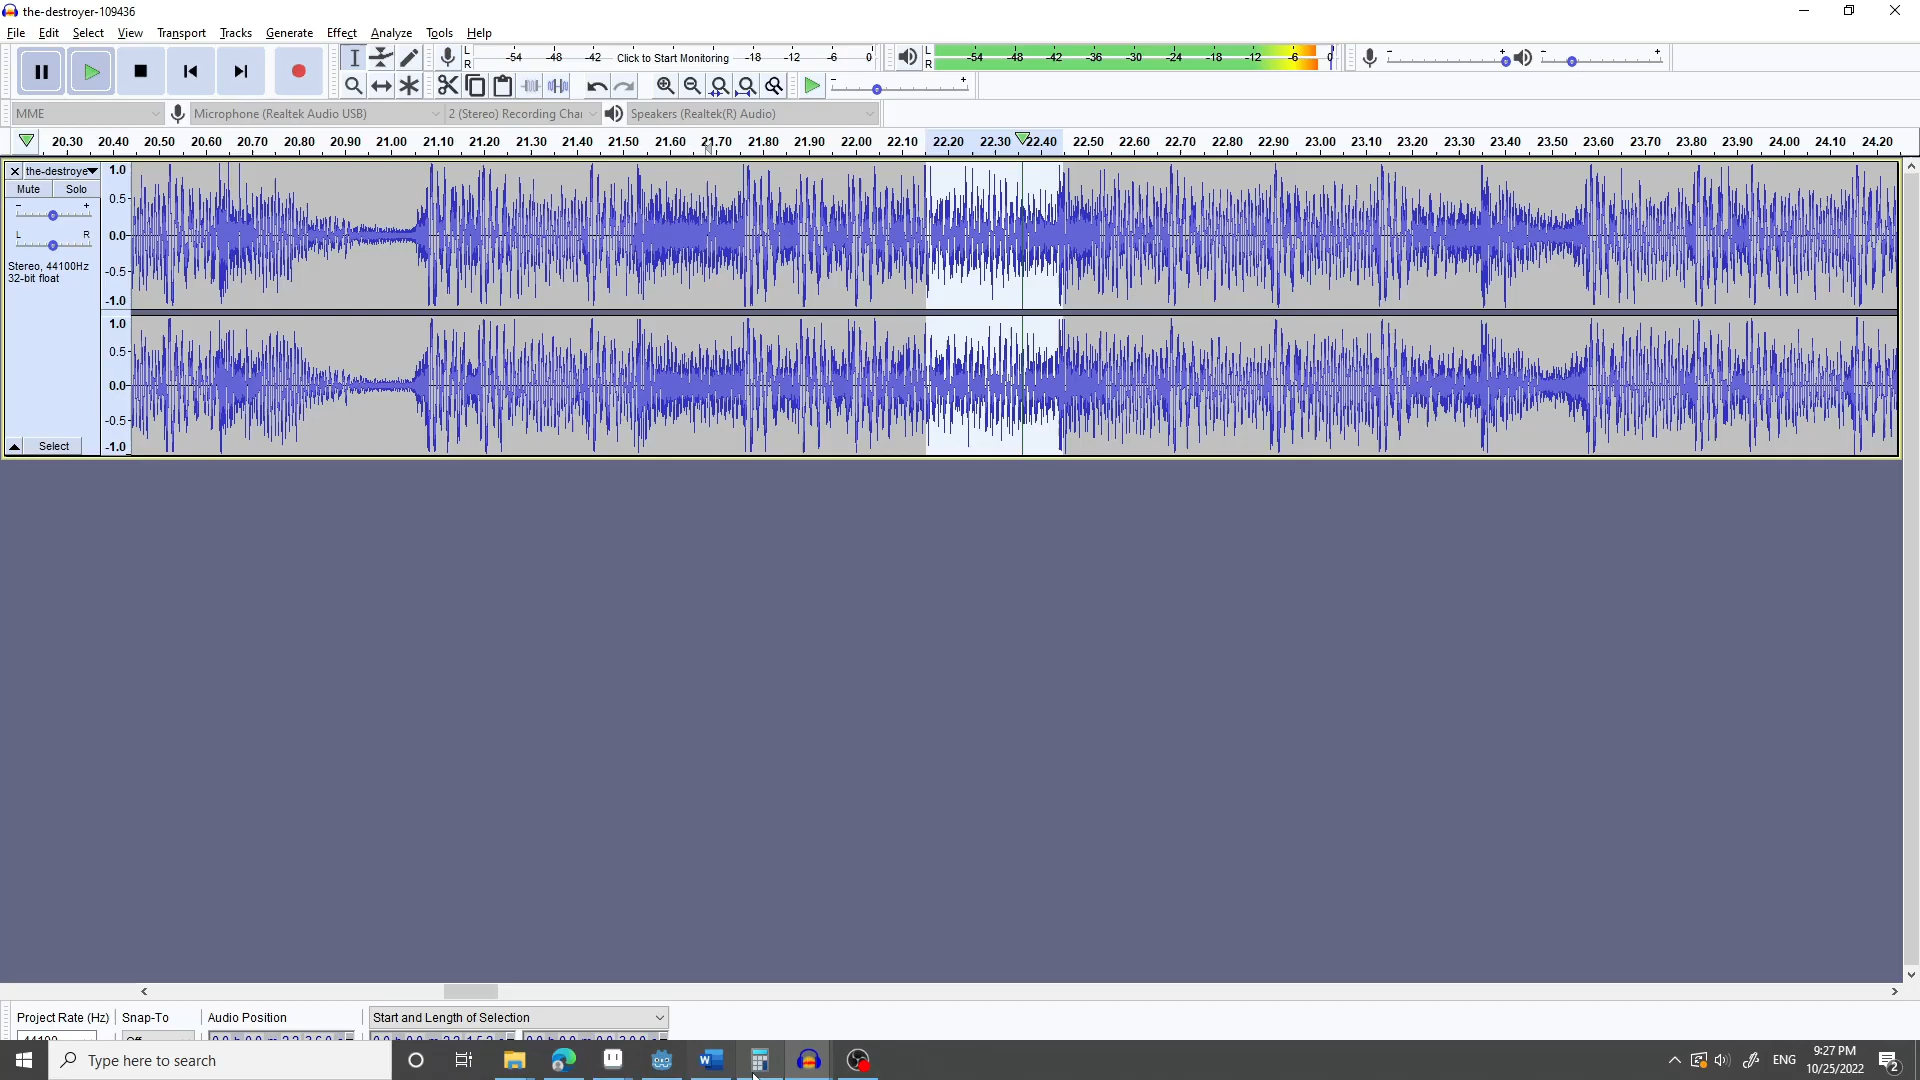 the-destroyer-109436
File Edit Select View Transport Tracks Generate Effect Analyze Tools Help
L R -54 -48 -42 Click to Start Monitoring -18 -12 -6 0
L R -54 -48 -42 -36 -30 -24 -18 -12 -6 0
MME Microphone (Realtek Audio USB) 2 (Stereo) Recording Chai Speakers (Realtek(R) Audio)
20.30 20.40 20.50 20.60 20.70 20.80 20.90 21.00 21.10 21.20 21.30 21.40 21.50 21.60 21.70 21.80 21.90 22.00 22.10 22.20 22.30 22.40 22.50 22.60 22.70 22.80 22.90 23.00 23.10 23.20 23.30 23.40 23.50 23.60 23.70 23.80 23.90 24.00 24.10 24.20
the-destroye
Mute Solo
L R
Stereo, 44100Hz
32-bit float
Select
1.0
0.5
0.0
-0.5
-1.0
1.0
0.5
0.0
-0.5
-1.0
Project Rate (Hz) Snap-To Audio Position Start and Length of Selection
Type here to search
ENG
9:27 PM
10/25/2022
2